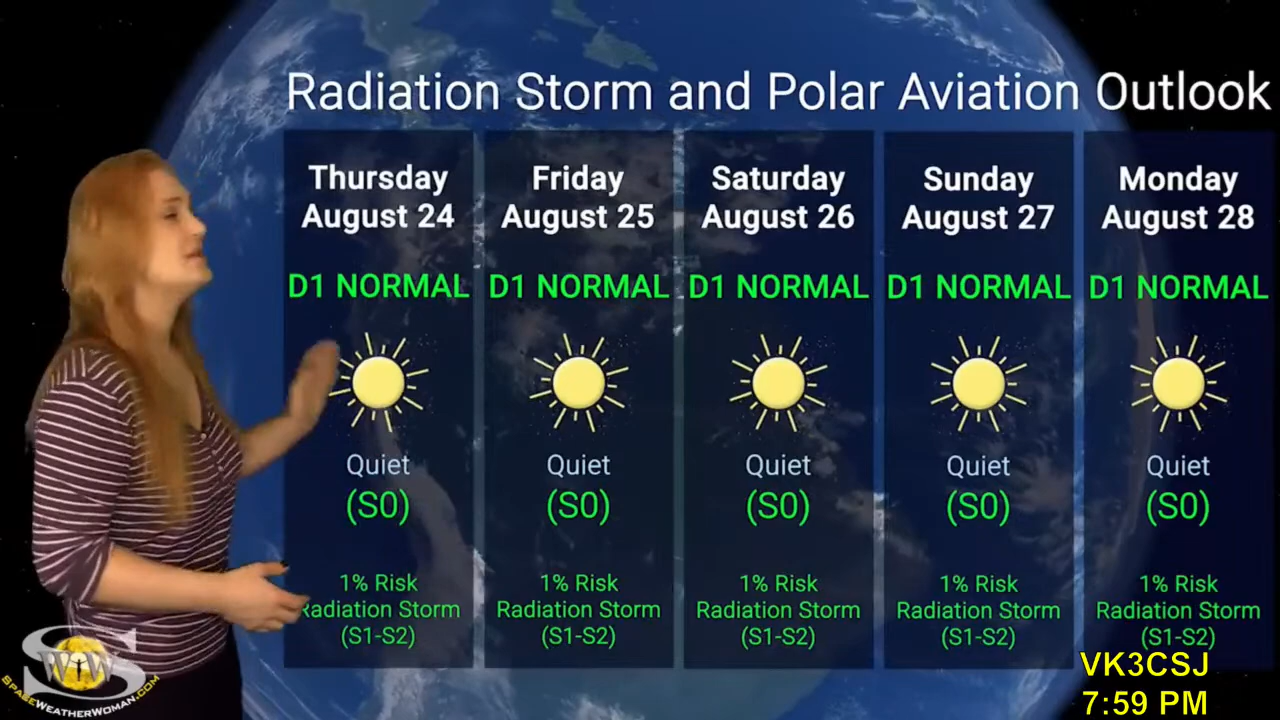 Radiation Storm and Polar Aviation Outlook
Thursday
August 24
D1 NORMAL
Quiet
(S0)
1% Risk
Radiation Storm
(S1-S2)
Friday
August 25
D1 NORMAL
Quiet
(S0)
1% Risk
Radiation Storm
(S1-S2)
Saturday
August 26
D1 NORMAL
Quiet
(S0)
1% Risk
Radiation Storm
(S1-S2)
Sunday
August 27
D1 NORMAL
Quiet
(S0)
1% Risk
Radiation Storm
(S1-S2)
Monday
August 28
D1 NORMAL
Quiet
(S0)
1% Risk
Radiation Storm
(S1-S2)
SWW
SPACEWEATHERWOMAN.COM
VK3CSJ
7:59 PM